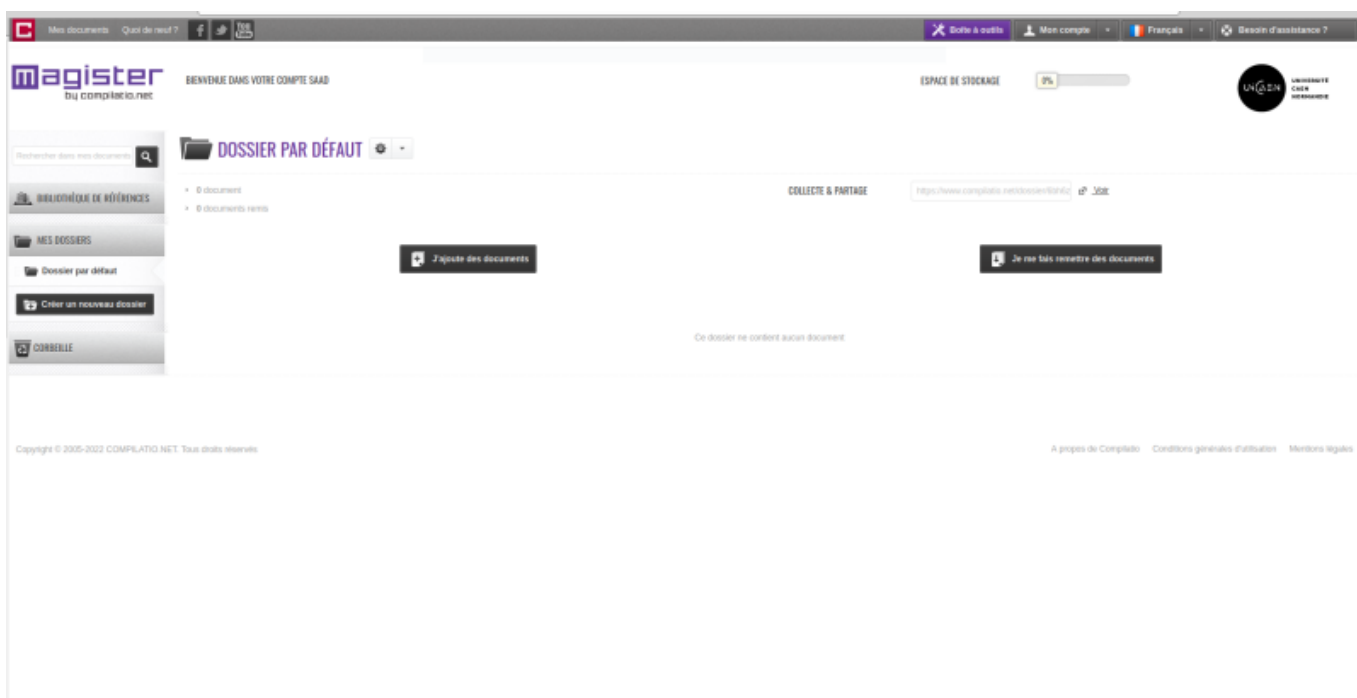 Mes documents Quoi de neuf ? f You Tube Boîte à outils Mon compte Français Besoin d'assistance ?
magister
by compilatio.net
BIENVENUE DANS VOTRE COMPTE SAAD
ESPACE DE STOCKAGE 0%
UNICAEN UNIVERSITÉ CAEN NORMANDIE
Rechercher dans mes documents
DOSSIER PAR DÉFAUT
BIBLIOTHÈQUE DE RÉFÉRENCES
0 document
0 documents remis
COLLECTE & PARTAGE Voir
MES DOSSIERS
J'ajoute des documents Je me fais remettre des documents
Dossier par défaut
Créer un nouveau dossier
Ce dossier ne contient aucun document
CORBEILLE
Copyright © 2005-2022 COMPILATIO.NET. Tous droits réservés A propos de Compilatio Conditions générales d'utilisation Mentions légales